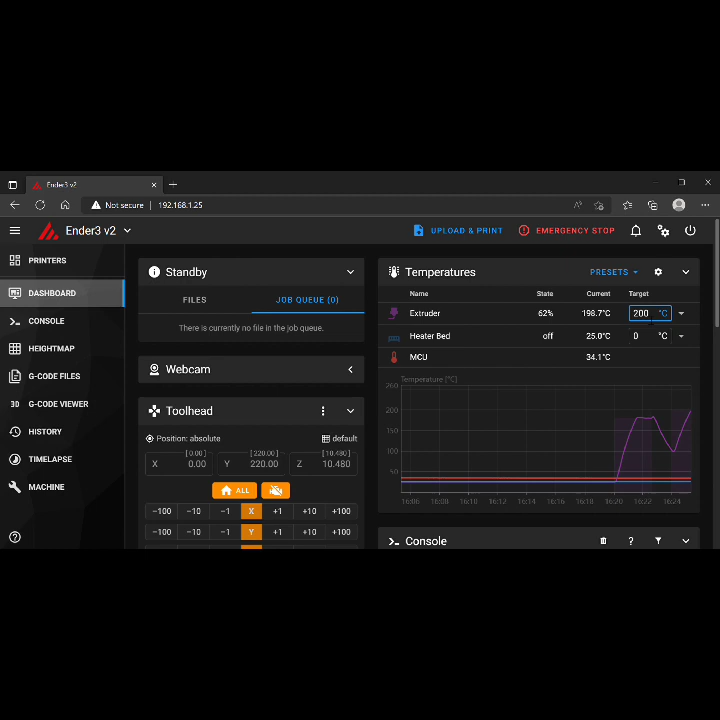 Ender3 v2
Not secure | 192.168.1.25
Ender3 v2
UPLOAD & PRINT
EMERGENCY STOP
PRINTERS
DASHBOARD
CONSOLE
HEIGHTMAP
G-CODE FILES
3D G-CODE VIEWER
HISTORY
TIMELAPSE
MACHINE
Standby
FILES JOB QUEUE (0)
There is currently no file in the job queue.
Webcam
Toolhead
Position: absolute default
[ 0.00 ] [ 220.00 ] [ 10.480 ]
X 0.00 Y 220.00 Z 10.480
ALL
−100 −10 −1 X +1 +10 +100
−100 −10 −1 Y +1 +10 +100
Temperatures PRESETS
Name State Current Target
Extruder 62% 198.7°C 200 °C
Heater Bed off 25.0°C 0 °C
MCU 34.1°C
Temperature [°C]
260
200
150
100
50
16:06 16:08 16:10 16:12 16:14 16:16 16:18 16:20 16:22 16:24
Console